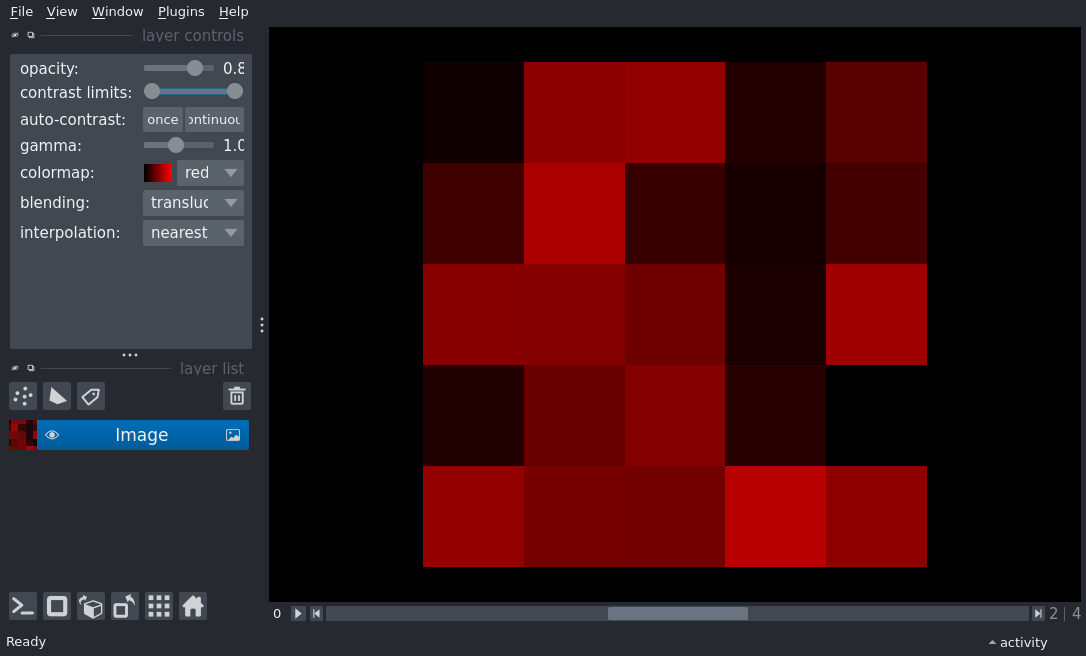 File View Window Plugins Help
layer controls
opacity: 0.8
contrast limits:
auto-contrast: once ontinuou
gamma: 1.0
colormap: red
blending: transluc
interpolation: nearest
layer list
Image
0 2 | 4
Ready activity